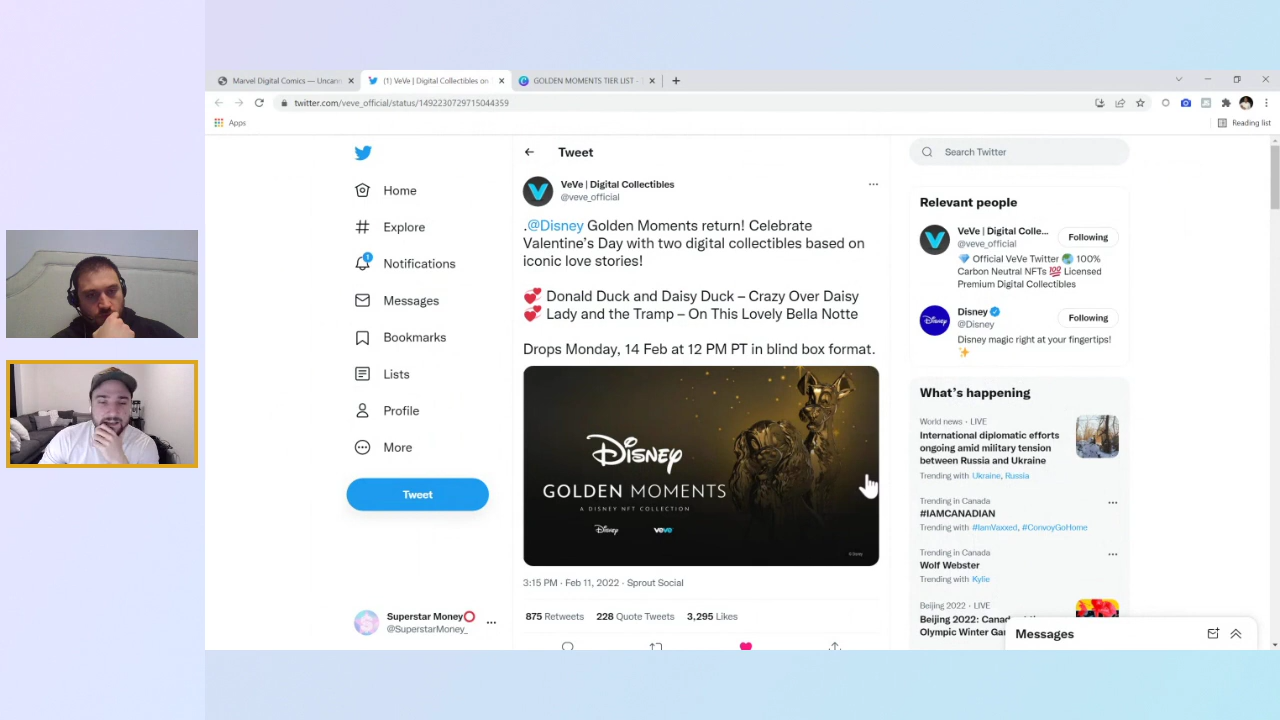 Marvel Digital Comics — Uncann
(1) VeVe | Digital Collectibles on
GOLDEN MOMENTS TIER LIST -
twitter.com/veve_official/status/1492230729715044359
Apps
Reading list
Home
Explore
1
Notifications
Messages
Bookmarks
Lists
Profile
More
Tweet
Superstar Money
@SuperstarMoney_
Tweet
VeVe | Digital Collectibles
@veve_official
.@Disney Golden Moments return! Celebrate
Valentine's Day with two digital collectibles based on
iconic love stories!
💞 Donald Duck and Daisy Duck – Crazy Over Daisy
💞 Lady and the Tramp – On This Lovely Bella Notte
Drops Monday, 14 Feb at 12 PM PT in blind box format.
Disney
GOLDEN MOMENTS
A DISNEY NFT COLLECTION
Disney
veve
© Disney
3:15 PM · Feb 11, 2022 · Sprout Social
875 Retweets 228 Quote Tweets 3,295 Likes
Search Twitter
Relevant people
VeVe | Digital Colle...
@veve_official
Following
💎 Official VeVe Twitter 🌏 100%
Carbon Neutral NFTs 💯 Licensed
Premium Digital Collectibles
Disney
@Disney
Following
Disney magic right at your fingertips!
✨
What's happening
World news · LIVE
International diplomatic efforts
ongoing amid military tension
between Russia and Ukraine
Trending with Ukraine, Russia
Trending in Canada
#IAMCANADIAN
Trending with #IamVaxxed, #ConvoyGoHome
Trending in Canada
Wolf Webster
Trending with Kylie
Beijing 2022 · LIVE
Beijing 2022: Canad
Olympic Winter Ga
Messages